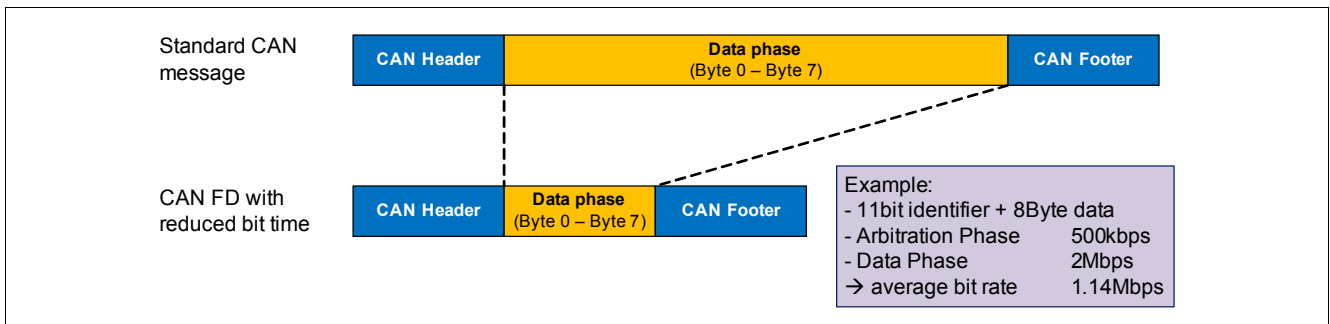 Standard CAN
message
CAN Header
Data phase
(Byte 0 – Byte 7)
CAN Footer
CAN FD with
reduced bit time
CAN Header
Data phase
(Byte 0 – Byte 7)
CAN Footer
Example:
- 11bit identifier + 8Byte data
- Arbitration Phase 500kbps
- Data Phase 2Mbps
→ average bit rate 1.14Mbps